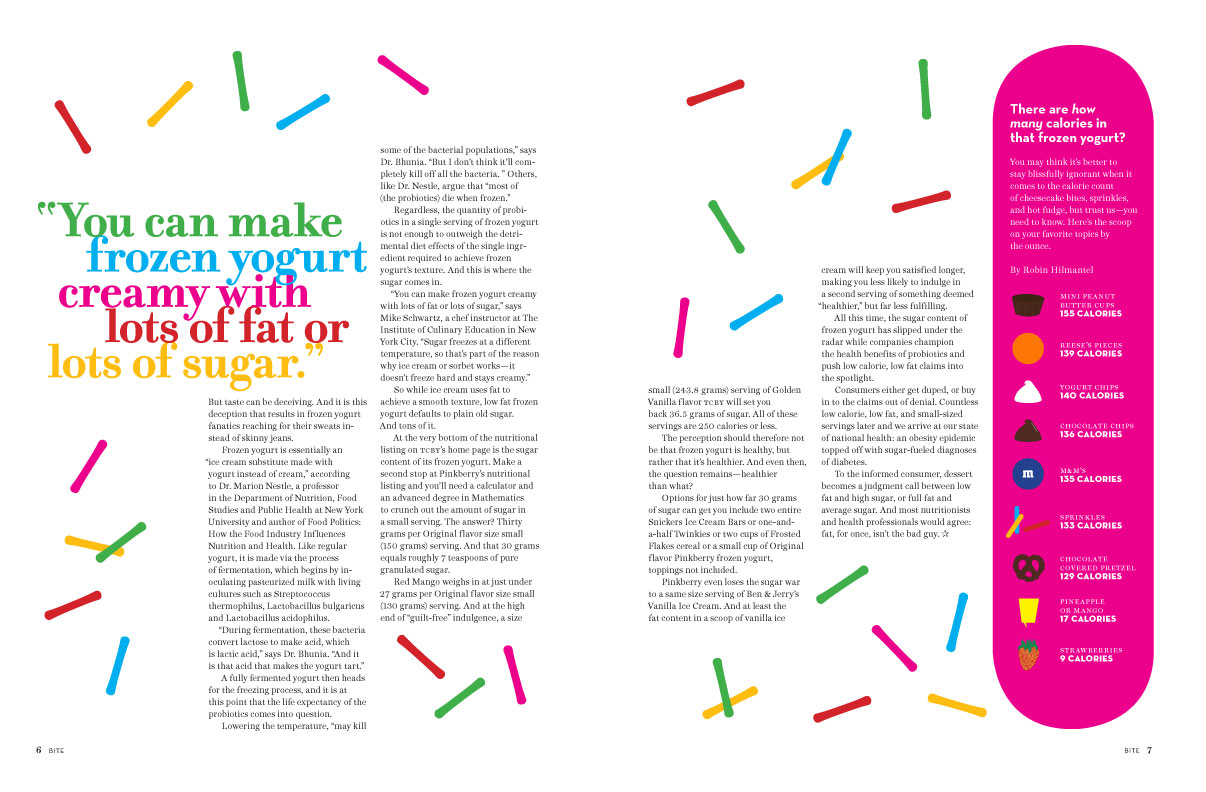 “You can make
frozen yogurt
creamy with
lots of fat or
lots of sugar.”
But taste can be deceiving. And it is this
deception that results in frozen yogurt
fanatics reaching for their sweats in-
stead of skinny jeans.
Frozen yogurt is essentially an
“ice cream substitute made with
yogurt instead of cream,” according
to Dr. Marion Nestle, a professor
in the Department of Nutrition, Food
Studies and Public Health at New York
University and author of Food Politics:
How the Food Industry Influences
Nutrition and Health. Like regular
yogurt, it is made via the process
of fermentation, which begins by in-
oculating pasteurized milk with living
cultures such as Streptococcus
thermophilus, Lactobacillus bulgaricus
and Lactobacillus acidophilus.
“During fermentation, these bacteria
convert lactose to make acid, which
is lactic acid,” says Dr. Bhunia. “And it
is that acid that makes the yogurt tart.”
A fully fermented yogurt then heads
for the freezing process, and it is at
this point that the life expectancy of the
probiotics comes into question.
Lowering the temperature, “may kill
some of the bacterial populations,” says
Dr. Bhunia. “But I don’t think it’ll com-
pletely kill off all the bacteria. ” Others,
like Dr. Nestle, argue that “most of
(the probiotics) die when frozen.”
Regardless, the quantity of probi-
otics in a single serving of frozen yogurt
is not enough to outweigh the detri-
mental diet effects of the single ingr-
edient required to achieve frozen
yogurt’s texture. And this is where the
sugar comes in.
“You can make frozen yogurt creamy
with lots of fat or lots of sugar,” says
Mike Schwartz, a chef instructor at The
Institute of Culinary Education in New
York City. “Sugar freezes at a different
temperature, so that’s part of the reason
why ice cream or sorbet works—it
doesn’t freeze hard and stays creamy.”
So while ice cream uses fat to
achieve a smooth texture, low fat frozen
yogurt defaults to plain old sugar.
And tons of it.
At the very bottom of the nutritional
listing on TCBY’s home page is the sugar
content of its frozen yogurt. Make a
second stop at Pinkberry’s nutritional
listing and you’ll need a calculator and
an advanced degree in Mathematics
to crunch out the amount of sugar in
a small serving. The answer? Thirty
grams per Original flavor size small
(150 grams) serving. And that 30 grams
equals roughly 7 teaspoons of pure
granulated sugar.
Red Mango weighs in at just under
27 grams per Original flavor size small
(130 grams) serving. And at the high
end of “guilt-free” indulgence, a size
6 BITE
small (243.8 grams) serving of Golden
Vanilla flavor TCBY will set you
back 36.5 grams of sugar. All of these
servings are 250 calories or less.
The perception should therefore not
be that frozen yogurt is healthy, but
rather that it’s healthier. And even then,
the question remains—healthier
than what?
Options for just how far 30 grams
of sugar can get you include two entire
Snickers Ice Cream Bars or one-and-
a-half Twinkies or two cups of Frosted
Flakes cereal or a small cup of Original
flavor Pinkberry frozen yogurt,
toppings not included.
Pinkberry even loses the sugar war
to a same size serving of Ben & Jerry’s
Vanilla Ice Cream. And at least the
fat content in a scoop of vanilla ice
cream will keep you satisfied longer,
making you less likely to indulge in
a second serving of something deemed
“healthier,” but far less fulfilling.
All this time, the sugar content of
frozen yogurt has slipped under the
radar while companies champion
the health benefits of probiotics and
push low calorie, low fat claims into
the spotlight.
Consumers either get duped, or buy
in to the claims out of denial. Countless
low calorie, low fat, and small-sized
servings later and we arrive at our state
of national health: an obesity epidemic
topped off with sugar-fueled diagnoses
of diabetes.
To the informed consumer, dessert
becomes a judgment call between low
fat and high sugar, or full fat and
average sugar. And most nutritionists
and health professionals would agree:
fat, for once, isn’t the bad guy. ☆
There are how
many calories in
that frozen yogurt?
You may think it’s better to
stay blissfully ignorant when it
comes to the calorie count
of cheesecake bites, sprinkles,
and hot fudge, but trust us—you
need to know. Here’s the scoop
on your favorite topics by
the ounce.
By Robin Hilmantel
MINI PEANUT
BUTTER CUPS
155 CALORIES
REESE’S PIECES
139 CALORIES
YOGURT CHIPS
140 CALORIES
CHOCOLATE CHIPS
136 CALORIES
m
M&M’S
135 CALORIES
SPRINKLES
133 CALORIES
CHOCOLATE
COVERED PRETZEL
129 CALORIES
PINEAPPLE
OR MANGO
17 CALORIES
STRAWBERRIES
9 CALORIES
BITE 7